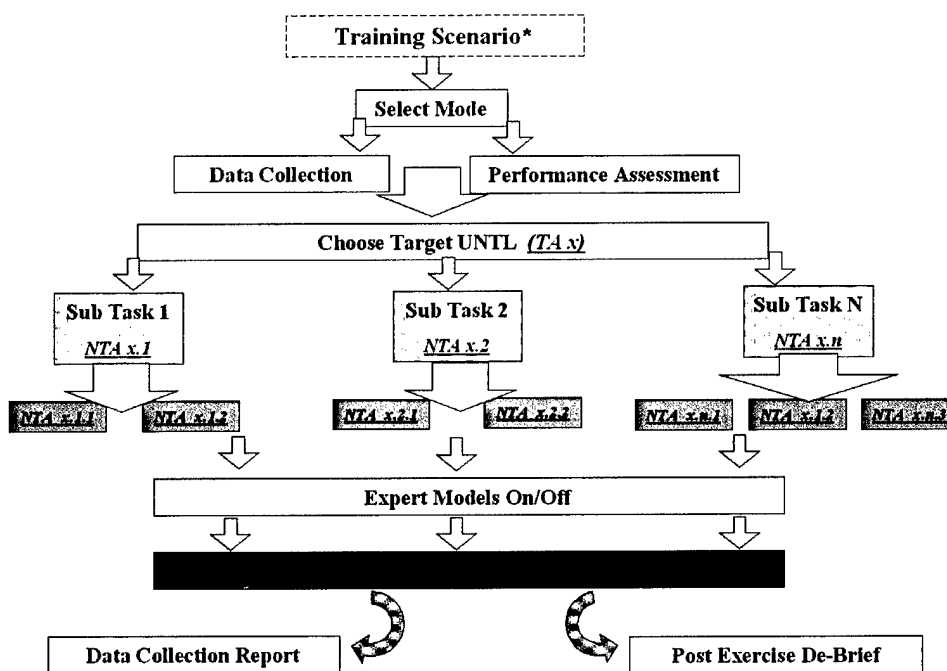 Training Scenario*
Select Mode
Data Collection
Performance Assessment
Choose Target UNTL (TA x)
Sub Task 1
NTA x.1
Sub Task 2
NTA x.2
Sub Task N
NTA x.n
NTA x.1.1
NTA x.1.2
NTA x.2.1
NTA x.2.2
NTA x.n.1
NTA x.1.2
NTA x.n.3
Expert Models On/Off
Data Collection Report
Post Exercise De-Brief